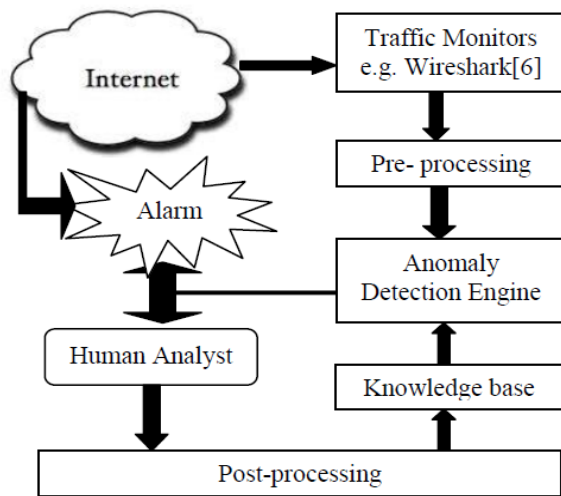 Internet
Traffic Monitors
e.g. Wireshark[6]
Pre- processing
Alarm
Anomaly
Detection Engine
Human Analyst
Knowledge base
Post-processing